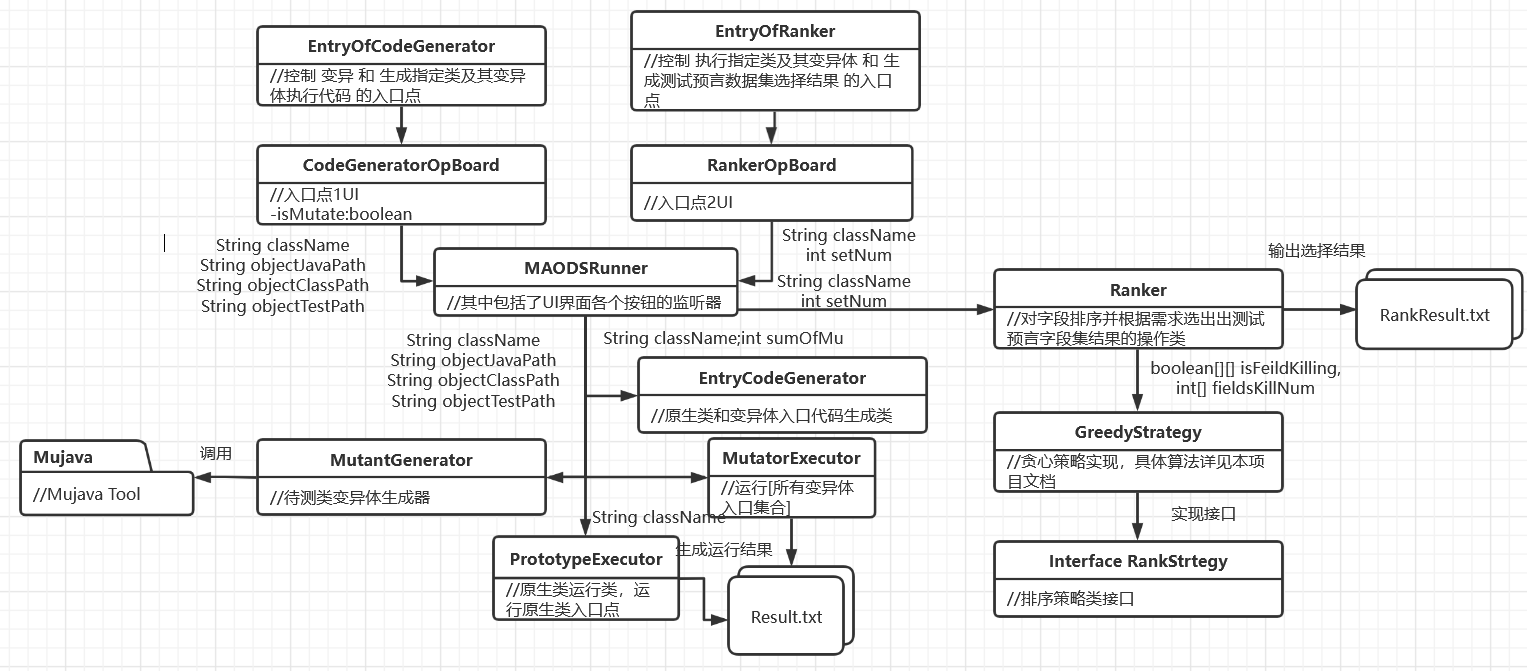 EntryOfCodeGenerator
//控制 变异 和 生成指定类及其变异
体执行代码 的入口点
EntryOfRanker
//控制 执行指定类及其变异体 和 生
成测试预言数据集选择结果 的入口
点
CodeGeneratorOpBoard
//入口点1UI
-isMutate:boolean
RankerOpBoard
//入口点2UI
String className
String objectJavaPath
String objectClassPath
String objectTestPath
String className
int setNum
MAODSRunner
//其中包括了UI界面各个按钮的监听器
String className
int setNum
Ranker
//对字段排序并根据需求选出出测试
预言字段集结果的操作类
输出选择结果
RankResult.txt
String className
String objectJavaPath
String objectClassPath
String objectTestPath
String className;int sumOfMu
EntryCodeGenerator
//原生类和变异体入口代码生成类
boolean[][] isFeildKilling,
int[] fieldsKillNum
GreedyStrategy
//贪心策略实现，具体算法详见本项
目文档
Mujava
//Mujava Tool
调用
MutantGenerator
//待测类变异体生成器
MutatorExecutor
//运行[所有变异体
入口集合]
String className
实现接口
PrototypeExecutor
//原生类运行类，运
行原生类入口点
生成运行结果
Result.txt
Interface RankStrtegy
//排序策略类接口